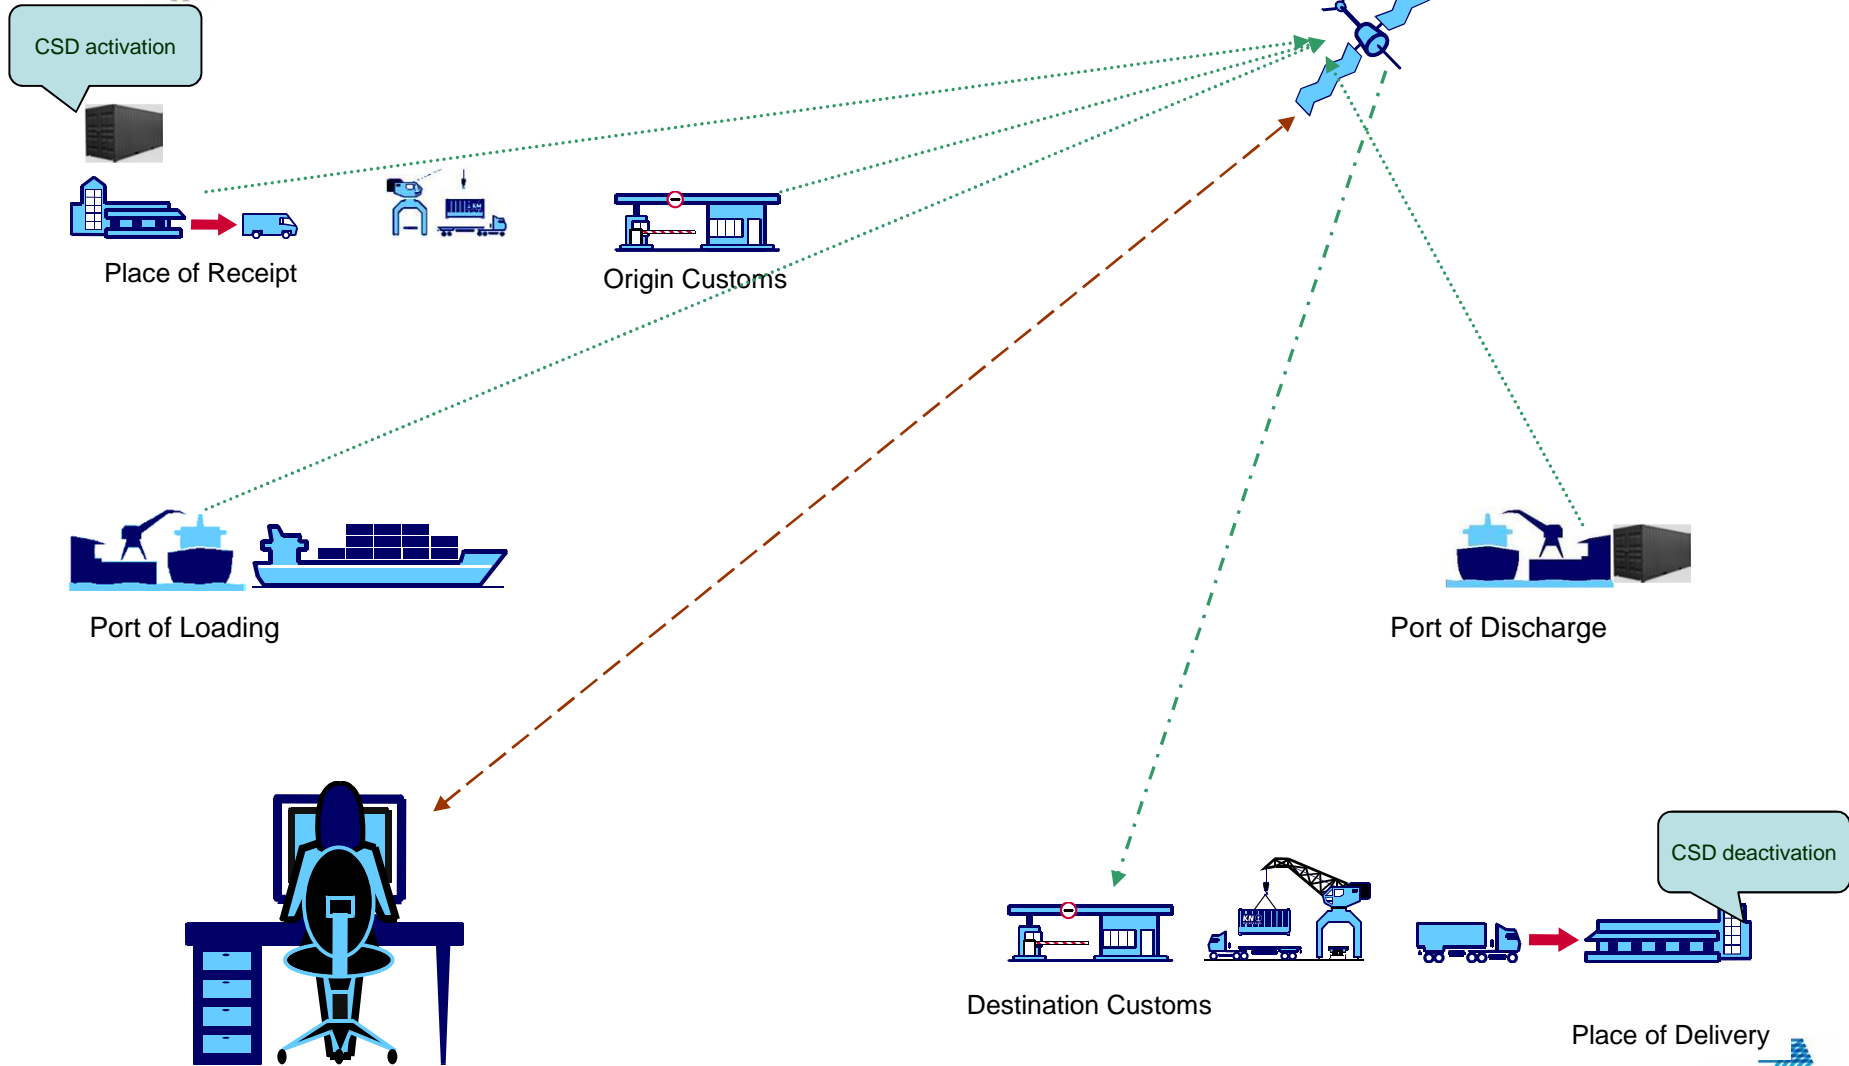 CSD activation
Place of Receipt
Origin Customs
Port of Loading
Port of Discharge
CSD deactivation
KN
Destination Customs
Place of Delivery